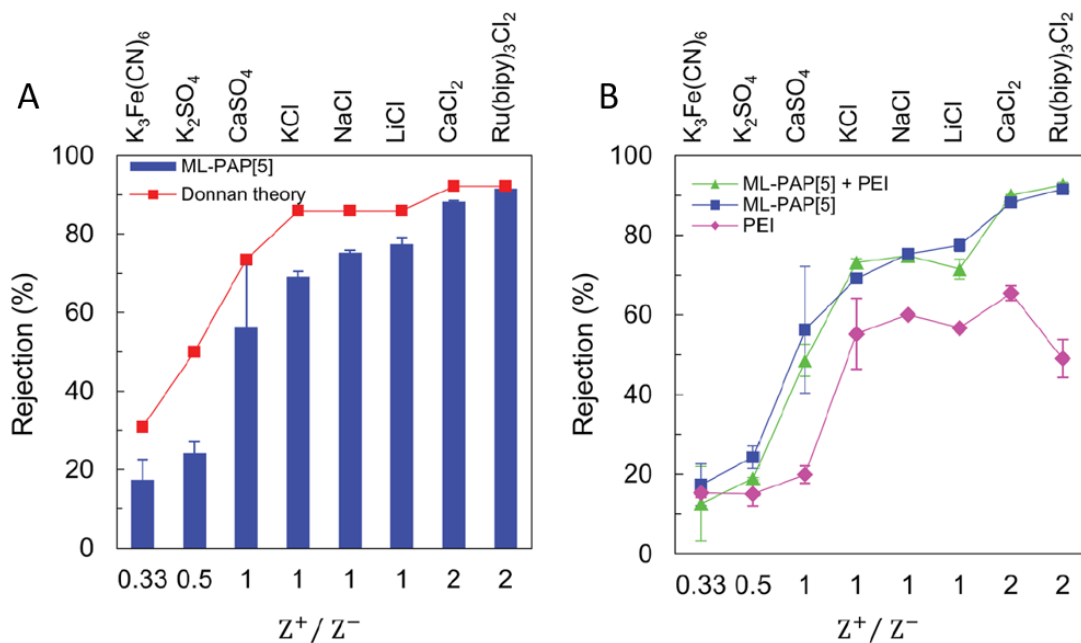 A
K₃Fe(CN)₆
K₂SO₄
CaSO₄
KCl
NaCl
LiCl
CaCl₂
Ru(bipy)₃Cl₂
ML-PAP[5]
Donnan theory
Rejection (%)
100
80
60
40
20
0
0.33 0.5 1 1 1 1 2 2
Z⁺/ Z⁻
B
K₃Fe(CN)₆
K₂SO₄
CaSO₄
KCl
NaCl
LiCl
CaCl₂
Ru(bipy)₃Cl₂
ML-PAP[5] + PEI
ML-PAP[5]
PEI
Rejection (%)
100
80
60
40
20
0
0.33 0.5 1 1 1 1 2 2
Z⁺/ Z⁻